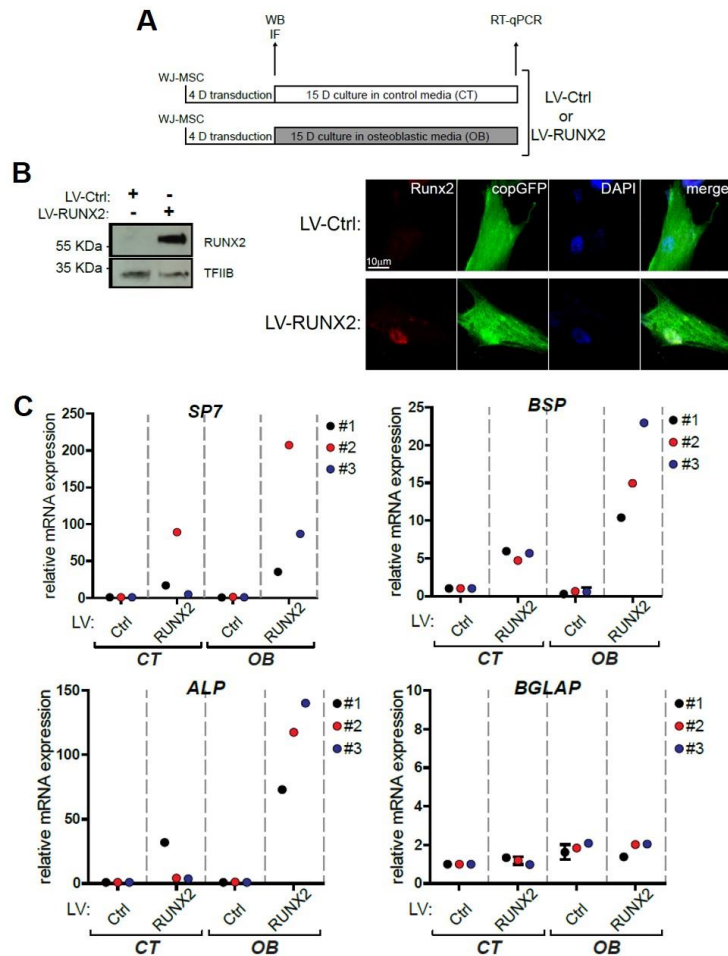 A
WB
IF
RT-qPCR
WJ-MSC
4 D transduction
15 D culture in control media (CT)
WJ-MSC
4 D transduction
15 D culture in osteoblastic media (OB)
LV-Ctrl
or
LV-RUNX2
B
LV-Ctrl: + -
LV-RUNX2: - +
55 KDa
RUNX2
35 KDa
TFIIB
Runx2
copGFP
DAPI
merge
LV-Ctrl:
10μm
LV-RUNX2:
C
SP7
relative mRNA expression
250
200
150
100
50
0
#1
#2
#3
LV:
Ctrl
RUNX2
Ctrl
RUNX2
CT
OB
BSP
relative mRNA expression
25
20
15
10
5
0
#1
#2
#3
LV:
Ctrl
RUNX2
Ctrl
RUNX2
CT
OB
ALP
relative mRNA expression
150
100
50
0
#1
#2
#3
LV:
Ctrl
RUNX2
Ctrl
RUNX2
CT
OB
BGLAP
relative mRNA expression
10
8
6
4
2
0
#1
#2
#3
LV:
Ctrl
RUNX2
Ctrl
RUNX2
CT
OB